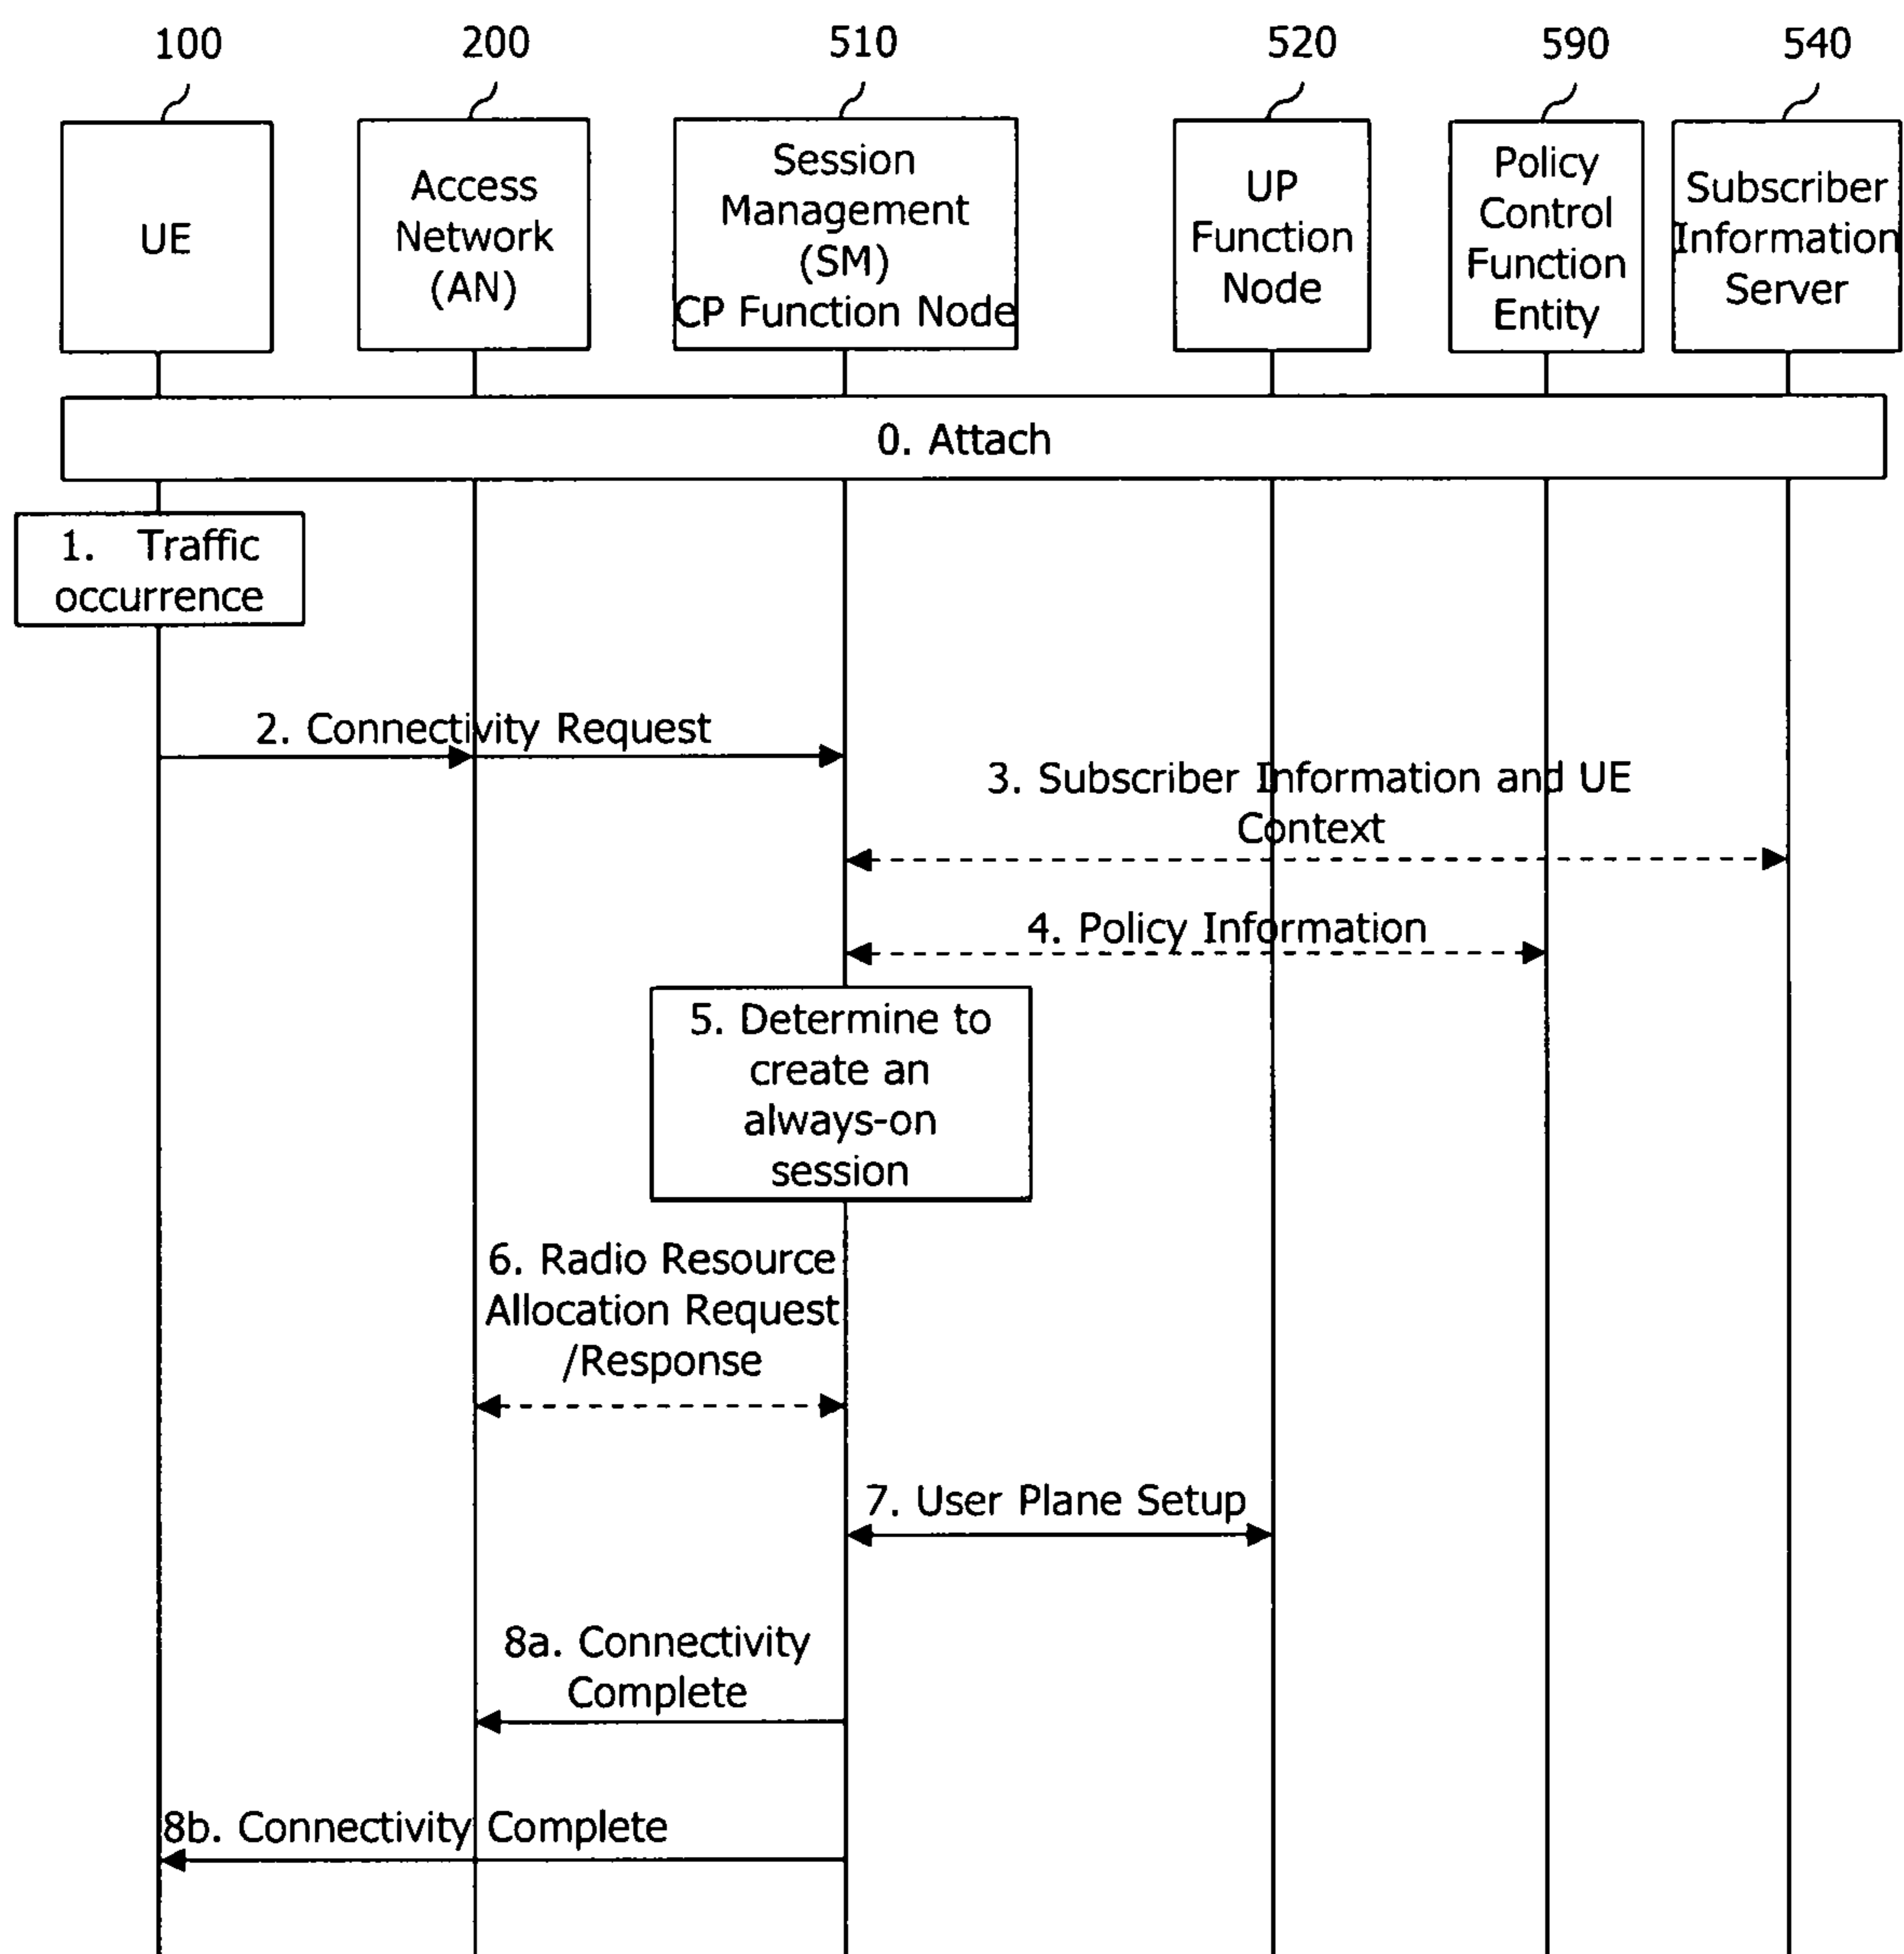 100
200
510
520
590
540
UE
Access
Network
(AN)
Session
Management
(SM)
CP Function Node
UP
Function
Node
Policy
Control
Function
Entity
Subscriber
Information
Server
0. Attach
1. Traffic
occurrence
2. Connectivity Request
3. Subscriber Information and UE
Context
4. Policy Information
5. Determine to
create an
always-on
session
6. Radio Resource
Allocation Request
/Response
7. User Plane Setup
8a. Connectivity
Complete
8b. Connectivity Complete